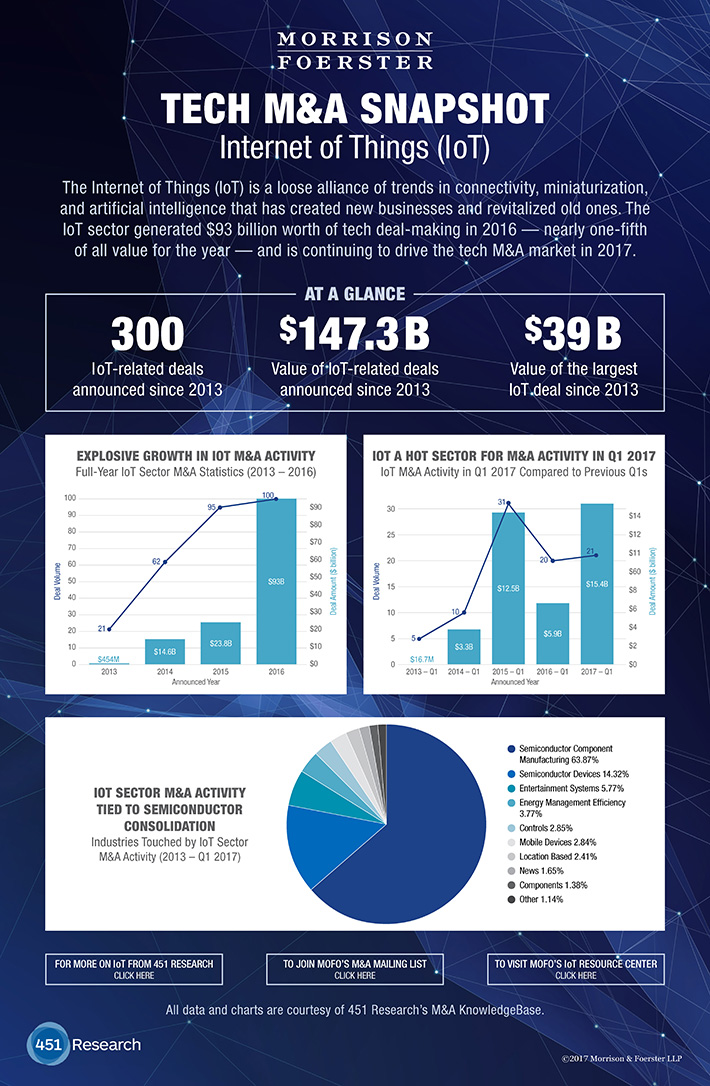 MORRISON
FOERSTER
TECH M&A SNAPSHOT
Internet of Things (IoT)
The Internet of Things (IoT) is a loose alliance of trends in connectivity, miniaturization,
and artificial intelligence that has created new businesses and revitalized old ones. The
IoT sector generated $93 billion worth of tech deal-making in 2016 — nearly one-fifth
of all value for the year — and is continuing to drive the tech M&A market in 2017.
AT A GLANCE
300
IoT-related deals
announced since 2013
$147.3 B
Value of IoT-related deals
announced since 2013
$39 B
Value of the largest
IoT deal since 2013
EXPLOSIVE GROWTH IN IOT M&A ACTIVITY
Full-Year IoT Sector M&A Statistics (2013 – 2016)
Deal Volume
100
90
80
70
60
50
40
30
20
10
0
21
62
95
100
$454M
$14.6B
$23.8B
$93B
$90
$80
$70
$60
$50
$40
$30
$20
$10
$0
Deal Amount ($ billion)
2013
2014
2015
2016
Announced Year
IOT A HOT SECTOR FOR M&A ACTIVITY IN Q1 2017
IoT M&A Activity in Q1 2017 Compared to Previous Q1s
Deal Volume
30
25
20
15
10
5
0
5
10
31
20
21
$16.7M
$3.3B
$12.5B
$5.9B
$15.4B
$14
$12
$11
$60
$8
$6
$4
$2
$0
Deal Amount ($ billion)
2013 – Q1
2014 – Q1
2015 – Q1
2016 – Q1
2017 – Q1
Announced Year
IOT SECTOR M&A ACTIVITY
TIED TO SEMICONDUCTOR
CONSOLIDATION
Industries Touched by IoT Sector
M&A Activity (2013 – Q1 2017)
Semiconductor Component
Manufacturing 63.87%
Semiconductor Devices 14.32%
Entertainment Systems 5.77%
Energy Management Efficiency
3.77%
Controls 2.85%
Mobile Devices 2.84%
Location Based 2.41%
News 1.65%
Components 1.38%
Other 1.14%
FOR MORE ON IoT FROM 451 RESEARCH
CLICK HERE
TO JOIN MOFO'S M&A MAILING LIST
CLICK HERE
TO VISIT MOFO'S IoT RESOURCE CENTER
CLICK HERE
All data and charts are courtesy of 451 Research's M&A KnowledgeBase.
451 Research
©2017 Morrison & Foerster LLP